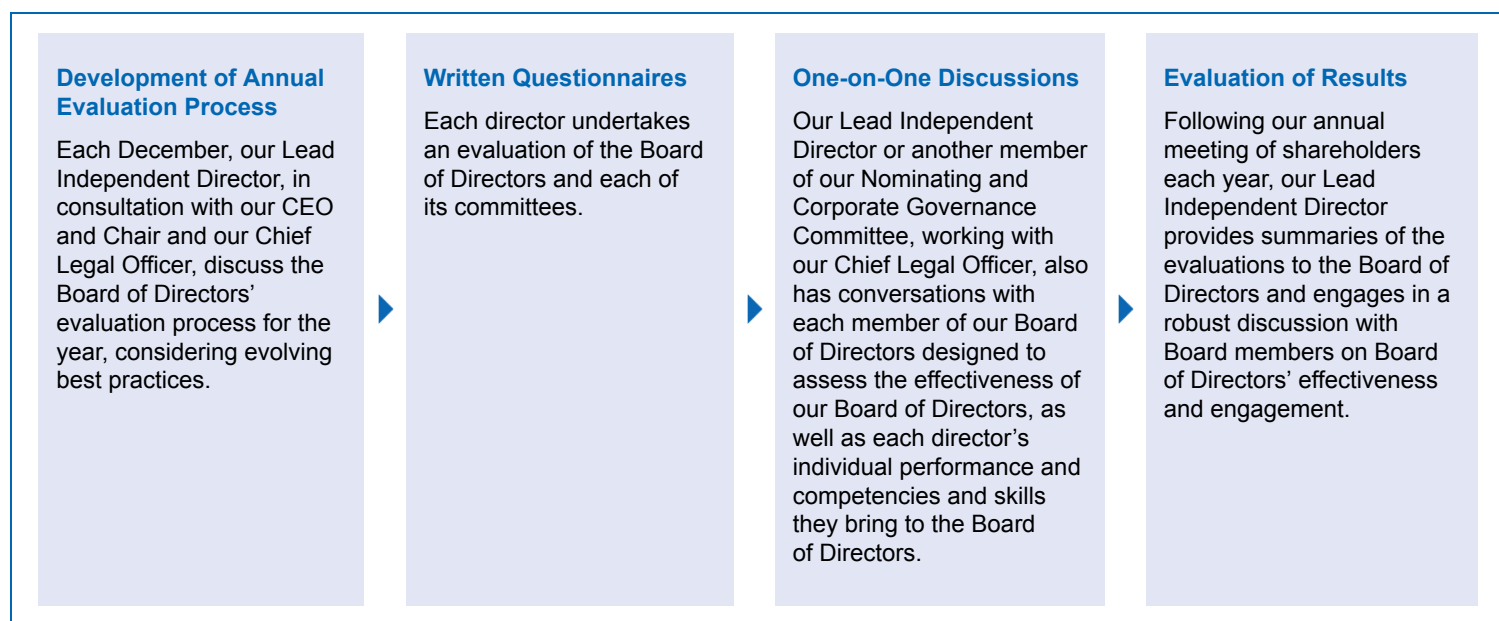 Development of Annual
Evaluation Process
Each December, our Lead
Independent Director, in
consultation with our CEO
and Chair and our Chief
Legal Officer, discuss the
Board of Directors’
evaluation process for the
year, considering evolving
best practices.
Written Questionnaires
Each director undertakes
an evaluation of the Board
of Directors and each of
its committees.
One-on-One Discussions
Our Lead Independent
Director or another member
of our Nominating and
Corporate Governance
Committee, working with
our Chief Legal Officer, also
has conversations with
each member of our Board
of Directors designed to
assess the effectiveness of
our Board of Directors, as
well as each director’s
individual performance and
competencies and skills
they bring to the Board
of Directors.
Evaluation of Results
Following our annual
meeting of shareholders
each year, our Lead
Independent Director
provides summaries of the
evaluations to the Board of
Directors and engages in a
robust discussion with
Board members on Board
of Directors’ effectiveness
and engagement.